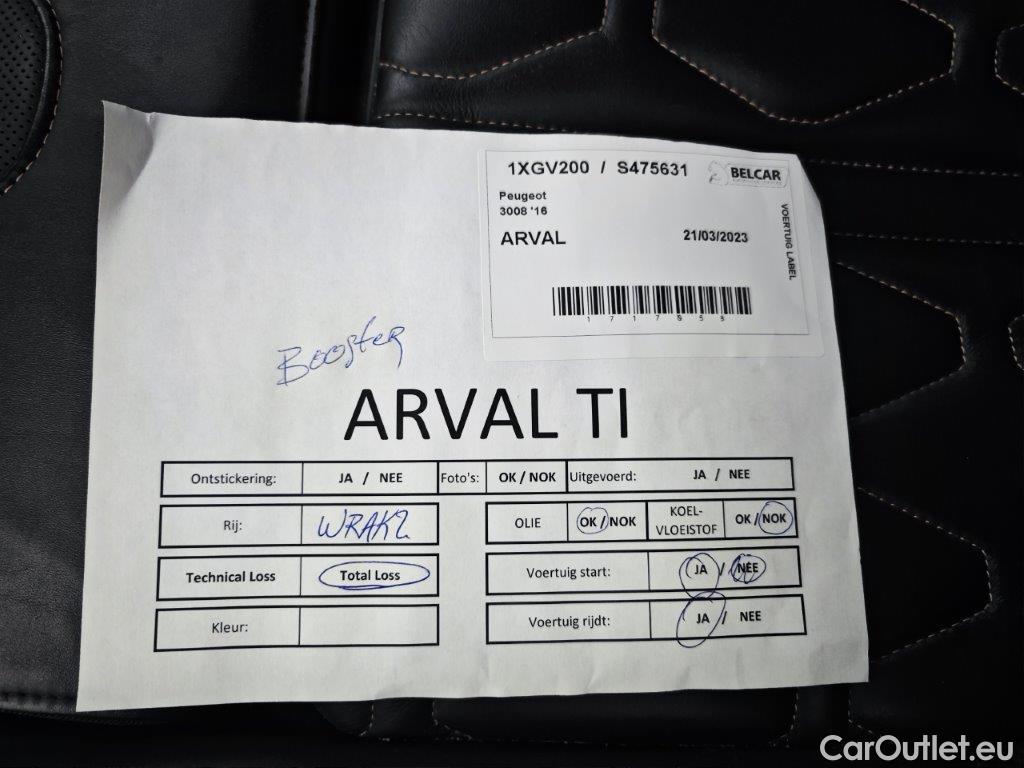 1XGV200 / S475631
BELCAR
Peugeot
3008 '16
ARVAL
21/03/2023
VOERTUIG LABEL
Booster
ARVAL TI
Ontstickering: JA / NEE Foto's: OK / NOK Uitgevoerd: JA / NEE
Rij: WRAK2
OLIE OK / NOK KOEL-
VLOEISTOF OK / NOK
Technical Loss Total Loss
Voertuig start: JA / NEE
Kleur:
Voertuig rijdt: JA / NEE
CarOutlet.eu